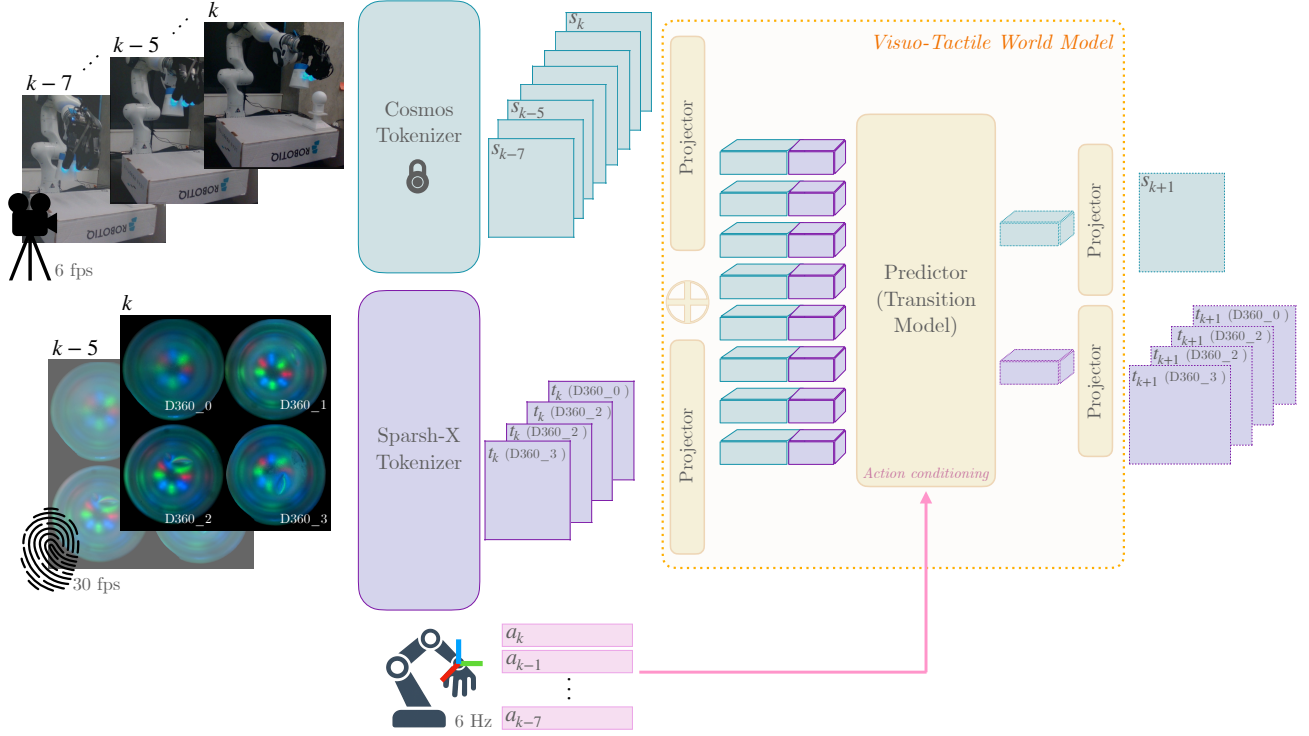 k
k − 5
k − 7
ROBOTIQ
ROBOTIQ
ROBOTIQ
6 fps
Cosmos
Tokenizer
s_k
s_{k−5}
s_{k−7}
k
k − 5
D360_0
D360_1
D360_2
D360_3
30 fps
Sparsh-X
Tokenizer
t_k (D360_0 )
t_k (D360_2 )
t_k (D360_2 )
t_k (D360_3 )
6 Hz
a_k
a_{k−1}
a_{k−7}
Visuo-Tactile World Model
Projector
Projector
Predictor
(Transition
Model)
Action conditioning
Projector
Projector
s_{k+1}
t_{k+1} (D360_0 )
t_{k+1} (D360_2 )
t_{k+1} (D360_2 )
t_{k+1} (D360_3 )